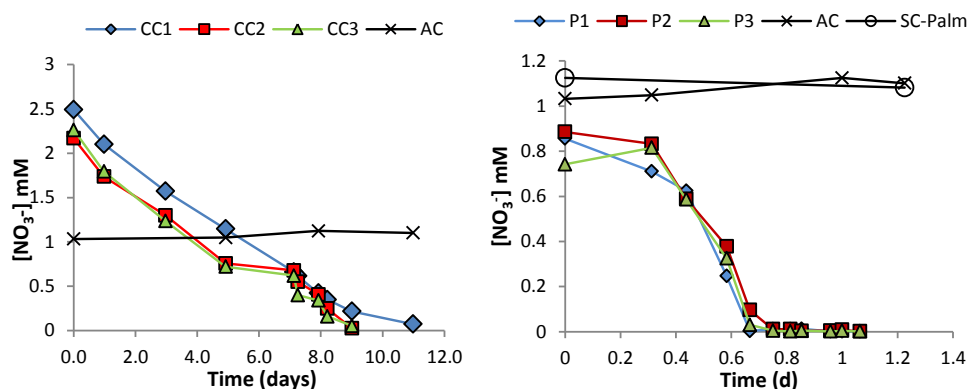 CC1 CC2 CC3 AC
3
2.5
2
1.5
1
0.5
0
0.0 2.0 4.0 6.0 8.0 10.0 12.0
[NO₃-] mM
Time (days)
P1 P2 P3 AC SC-Palm
1.2
1
0.8
0.6
0.4
0.2
0
0 0.2 0.4 0.6 0.8 1 1.2 1.4
[NO₃⁻] mM
Time (d)